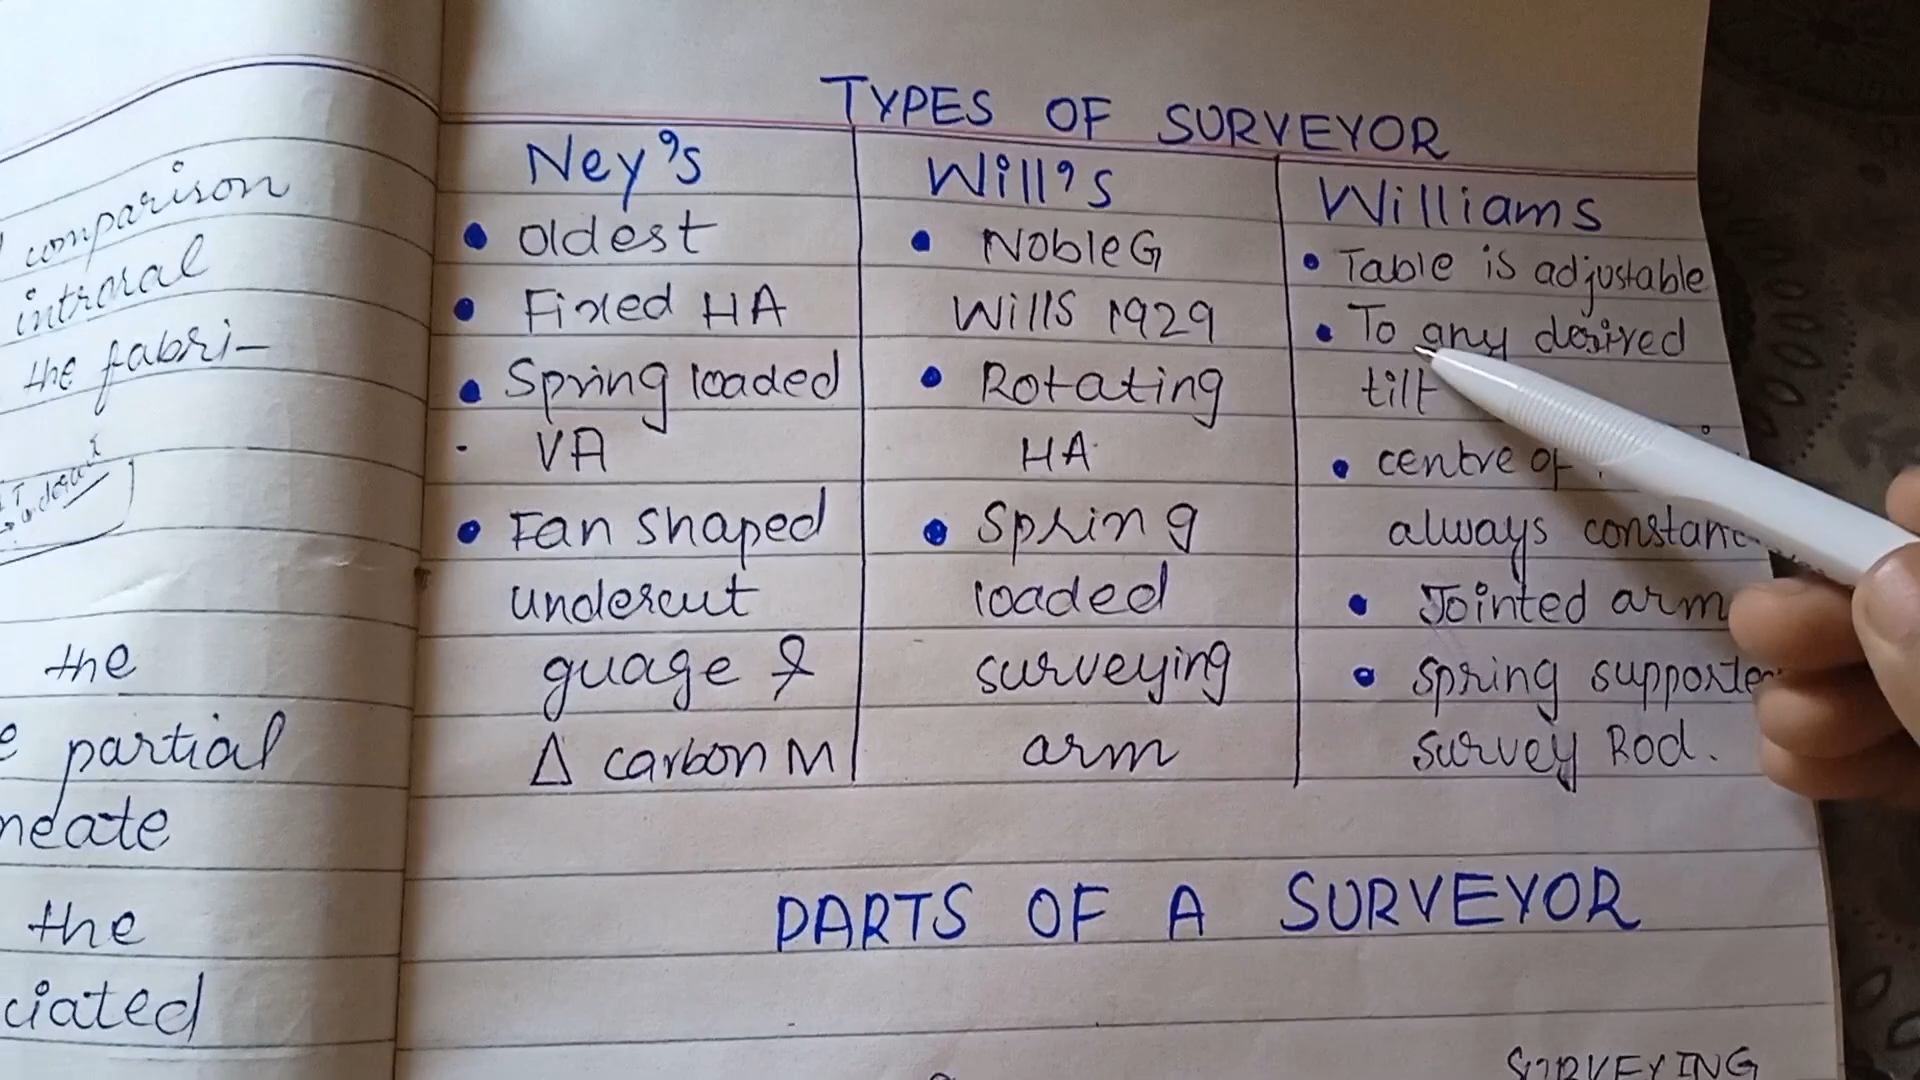 comparison
intraoral
the fabri-
the
partial
neate
the
ciated
TYPES OF SURVEYOR
Ney's
• oldest
• Fixed HA
• Spring loaded
- VA
• Fan shaped
undercut
guage &
Δ carbon M
Will's
• Noble G
Wills 1929
• Rotating
HA
• Spring
loaded
surveying
arm
Williams
• Table is adjustable
• To any desired
tilt
• centre of
always constan
• Jointed arm
• spring supporte
survey Rod.
PARTS OF A SURVEYOR
SURVEYING